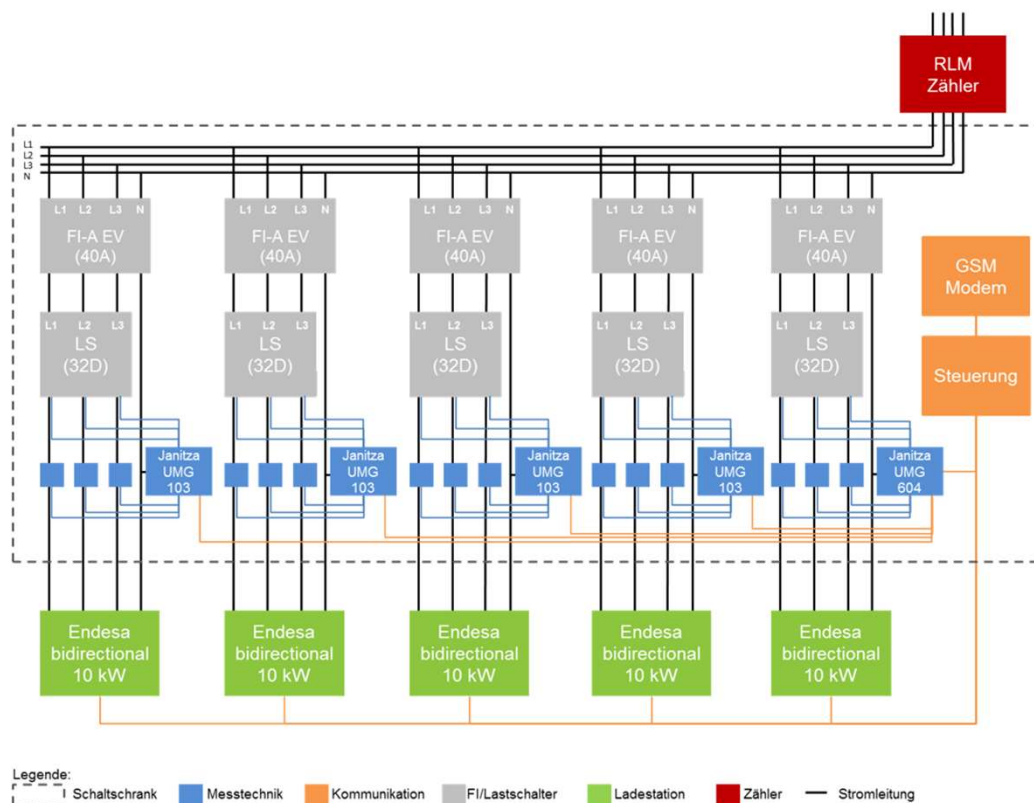 RLM
Zähler
L1
L2
L3
N
L1 L2 L3 N
FI-A EV
(40A)
L1 L2 L3 N
FI-A EV
(40A)
L1 L2 L3 N
FI-A EV
(40A)
L1 L2 L3 N
FI-A EV
(40A)
L1 L2 L3 N
FI-A EV
(40A)
GSM
Modem
L1 L2 L3
LS
(32D)
L1 L2 L3
LS
(32D)
L1 L2 L3
LS
(32D)
L1 L2 L3
LS
(32D)
L1 L2 L3
LS
(32D)
Steuerung
Janitza
UMG
103
Janitza
UMG
103
Janitza
UMG
103
Janitza
UMG
103
Janitza
UMG
604
Endesa
bidirectional
10 kW
Endesa
bidirectional
10 kW
Endesa
bidirectional
10 kW
Endesa
bidirectional
10 kW
Endesa
bidirectional
10 kW
Legende:
Schaltschrank Messtechnik Kommunikation FI/Lastschalter Ladestation Zähler Stromleitung